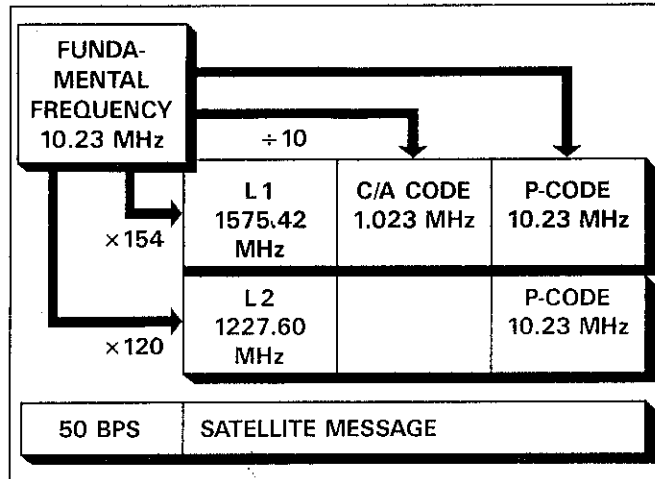 FUNDA-
MENTAL
FREQUENCY
10.23 MHz
÷10
×154
×120
L1
1575.42
MHz
C/A CODE
1.023 MHz
P-CODE
10.23 MHz
L2
1227.60
MHz
P-CODE
10.23 MHz
50 BPS
SATELLITE MESSAGE